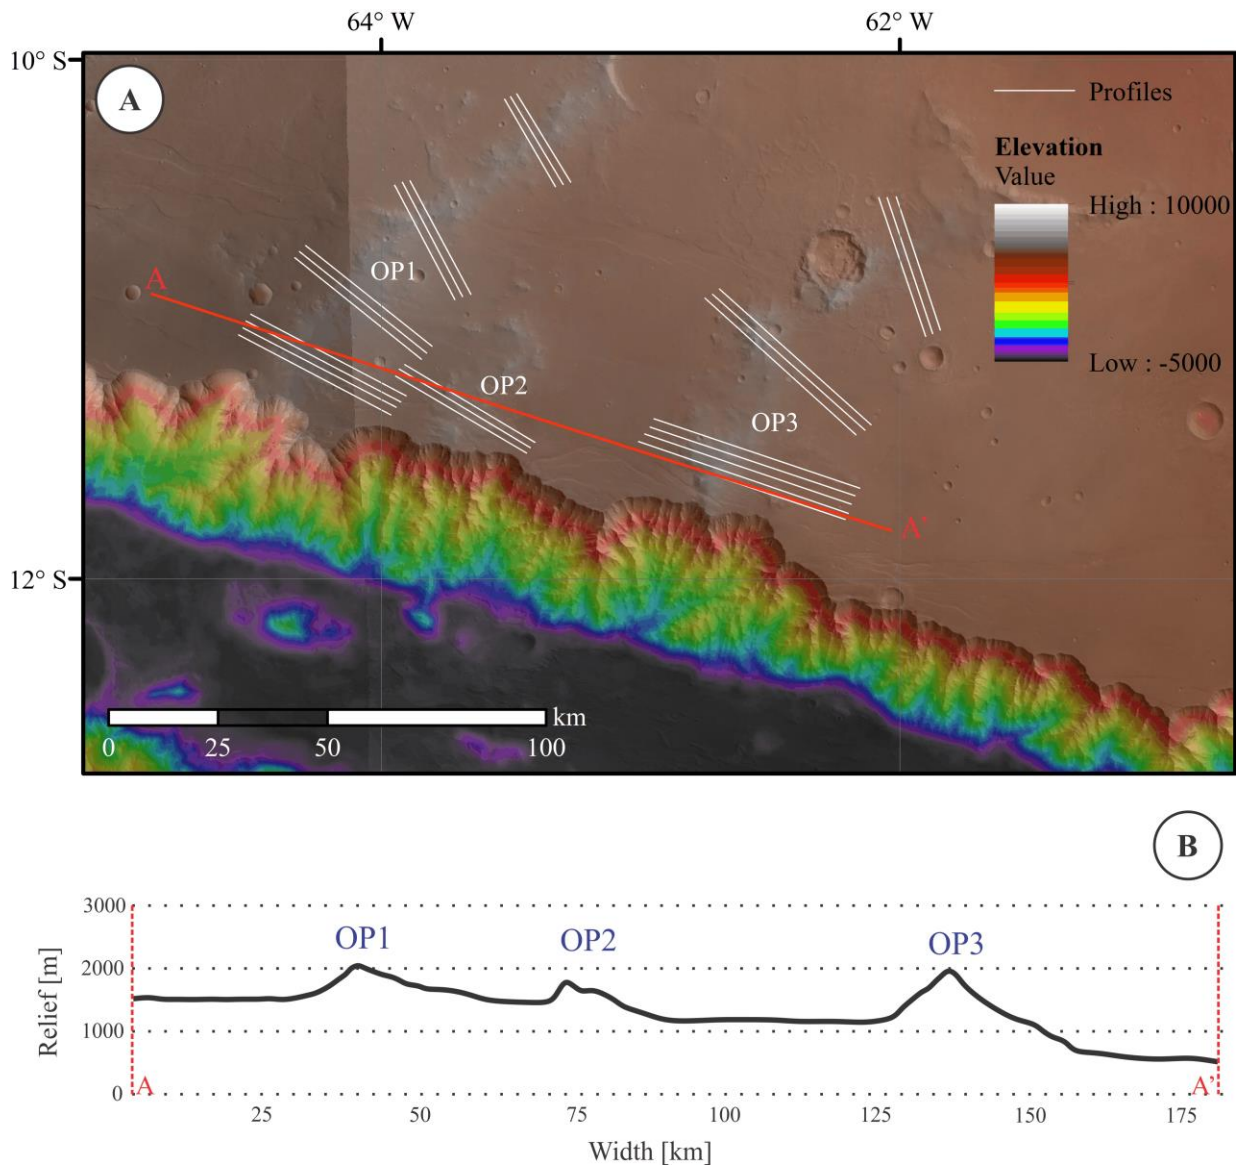 64° W
62° W
10° S
A
Profiles
Elevation
Value
High : 10000
Low : -5000
OP1
A
OP2
OP3
A'
12° S
km
0 25 50 100
B
3000
2000
1000
0
Relief [m]
OP1
OP2
OP3
A
A'
25 50 75 100 125 150 175
Width [km]